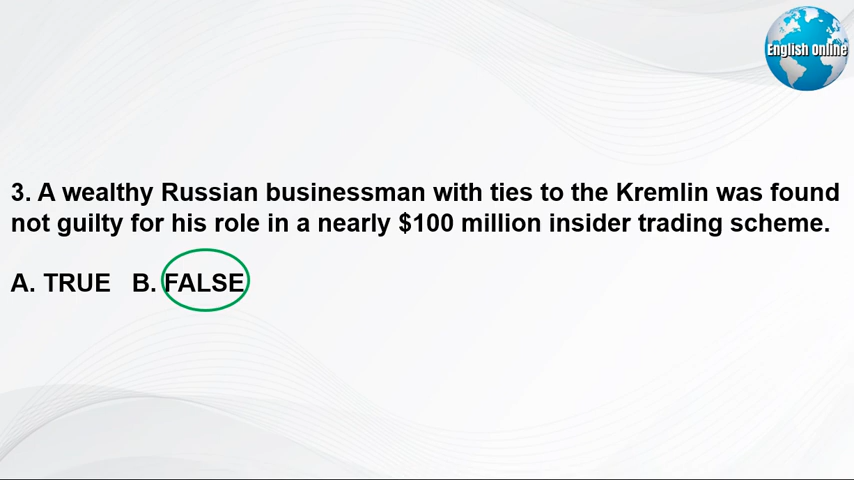 English Online
3. A wealthy Russian businessman with ties to the Kremlin was found
not guilty for his role in a nearly $100 million insider trading scheme.
A. TRUE B. FALSE